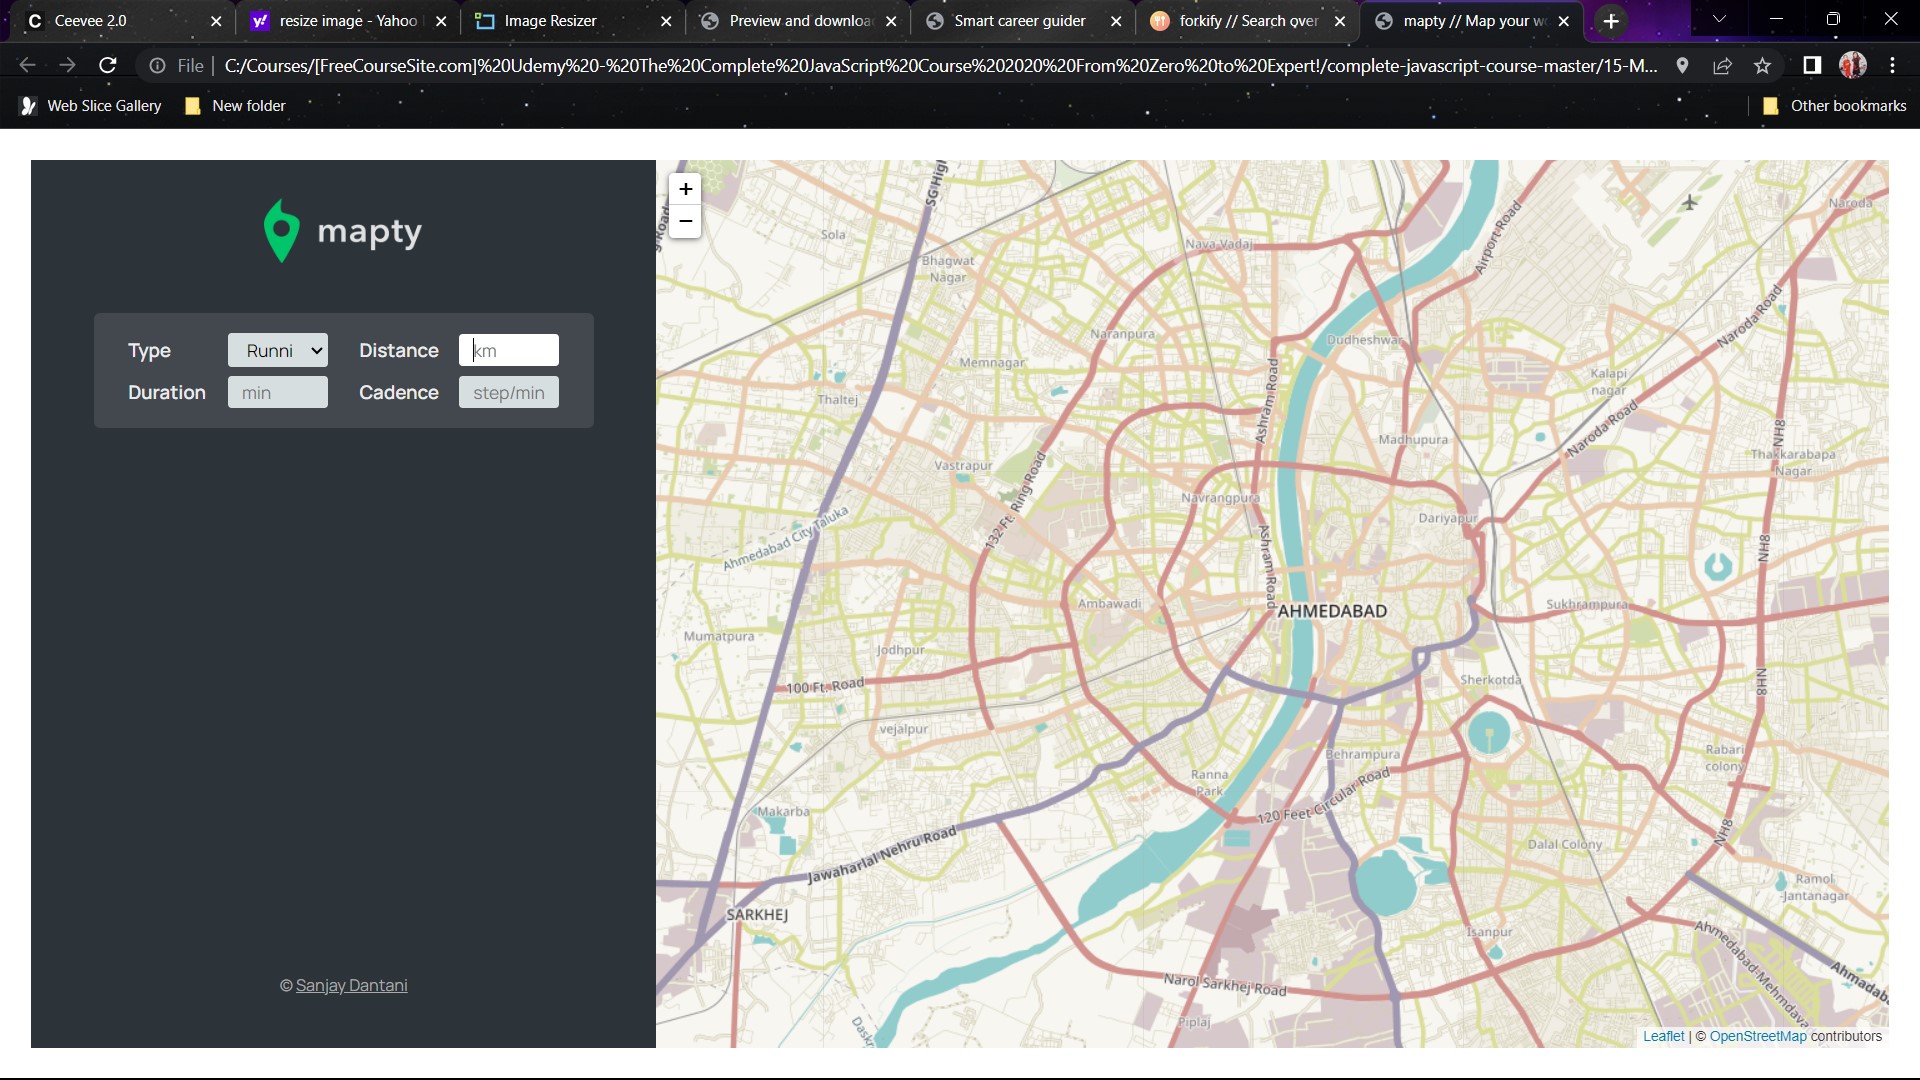 Ceevee 2.0
resize image - Yahoo
Image Resizer
Preview and download
Smart career guider
forkify // Search over
mapty // Map your w
File
C:/Courses/[FreeCourseSite.com]%20Udemy%20-%20The%20Complete%20JavaScript%20Course%202020%20From%20Zero%20to%20Expert!/complete-javascript-course-master/15-M...
Web Slice Gallery
New folder
Other bookmarks
mapty
Type
Runni
Distance
km
Duration
min
Cadence
step/min
© Sanjay Dantani
+
−
SG Hig
g Road
Sola
Bhagwat
Nagar
Nava Vadaj
Airport Road
Naroda
Naranpura
Dudheshwar
Naroda Road
Memnagar
Kalapi
nagar
Thaltej
Ashram Road
Madhupura
Naroda Road
NH8
Thakkarabapa
Nagar
Vastrapur
132 Ft. Ring Road
Navrangpura
Dariyapur
Ahmedabad City Taluka
Ashram Road
NH8
Ambawadi
AHMEDABAD
Sukhrampura
Mumatpura
Jodhpur
100 Ft. Road
Sherkotda
NH8
vejalpur
Behrampura
Rabari
colony
Ranna
Park
120 Feet Circular Road
Makarba
Jawaharlal Nehru Road
NH8
Dalal Colony
Ramol
-Jantanagar
SARKHEJ
Isanpur
Ahmedabad-Mehmdava
Ahmadab
Narol Sarkhej Road
Piplaj
Daskr
Leaflet | © OpenStreetMap contributors